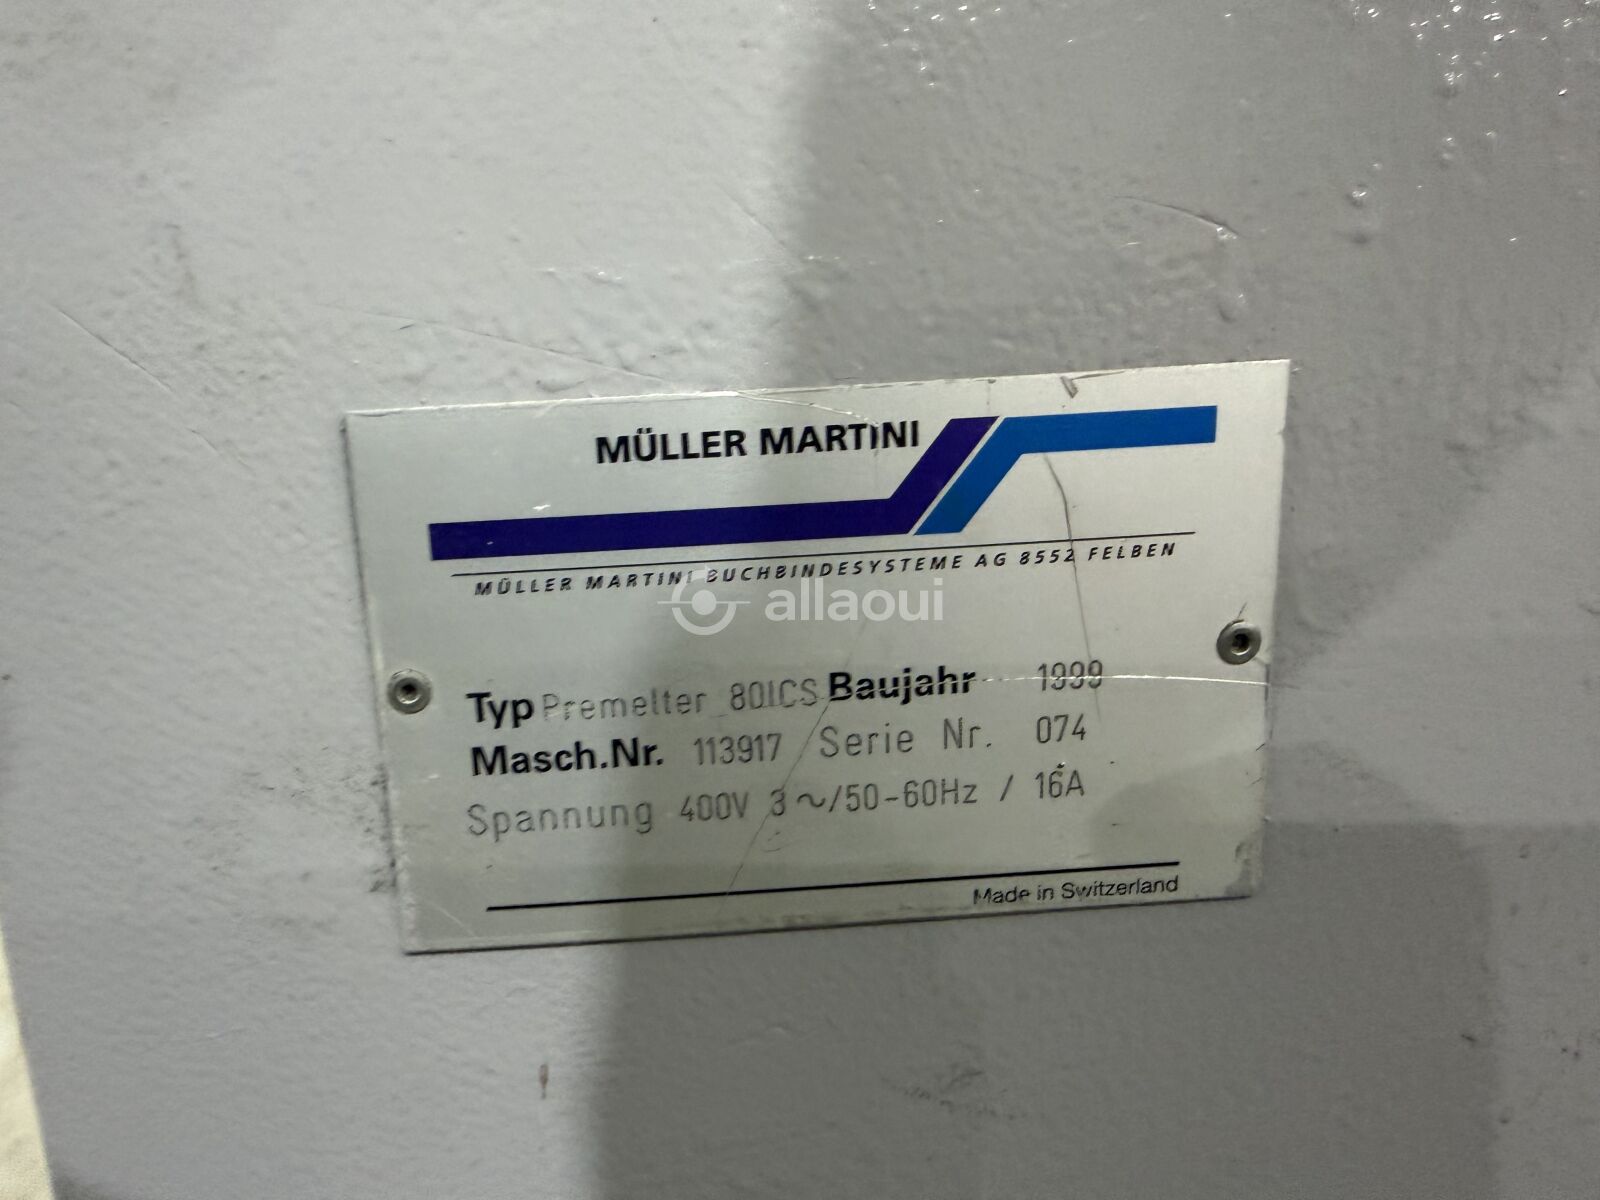 MÜLLER MARTINI
MÜLLER MARTINI BUCHBINDESYSTEME AG 8552 FELBEN
allaoui
Typ Premelter 80ICS Baujahr 1999
Masch.Nr. 113917 Serie Nr. 074
Spannung 400V 3~/50-60Hz / 16A
Made in Switzerland